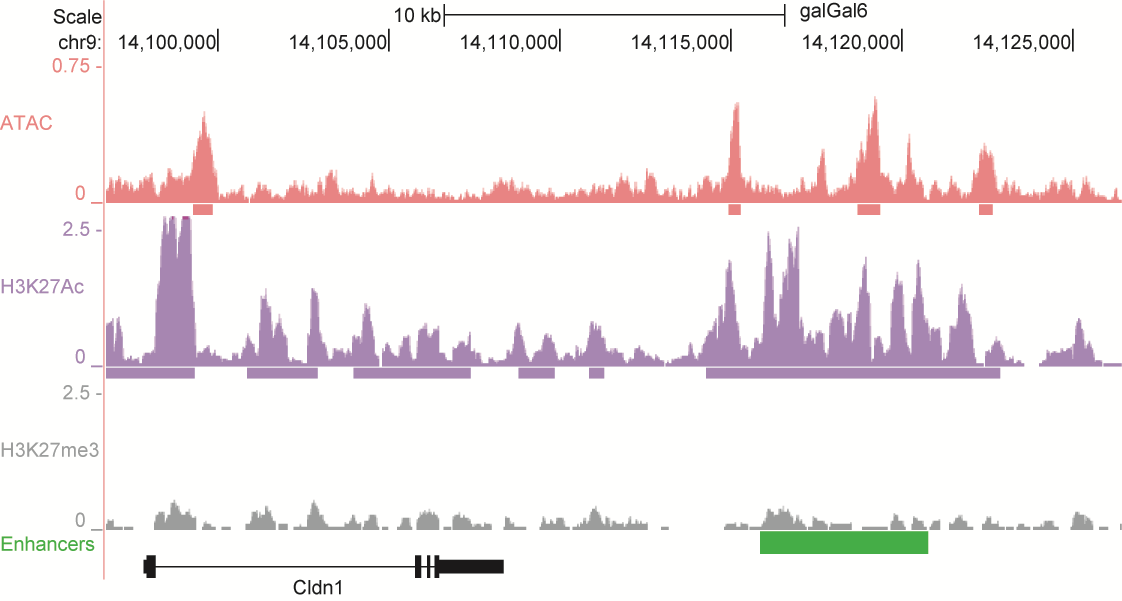 Scale 10 kb galGal6
chr9: 14,100,000 14,105,000 14,110,000 14,115,000 14,120,000 14,125,000
0.75 -
ATAC
0
2.5 -
H3K27Ac
0
2.5 -
H3K27me3
0
Enhancers
Cldn1